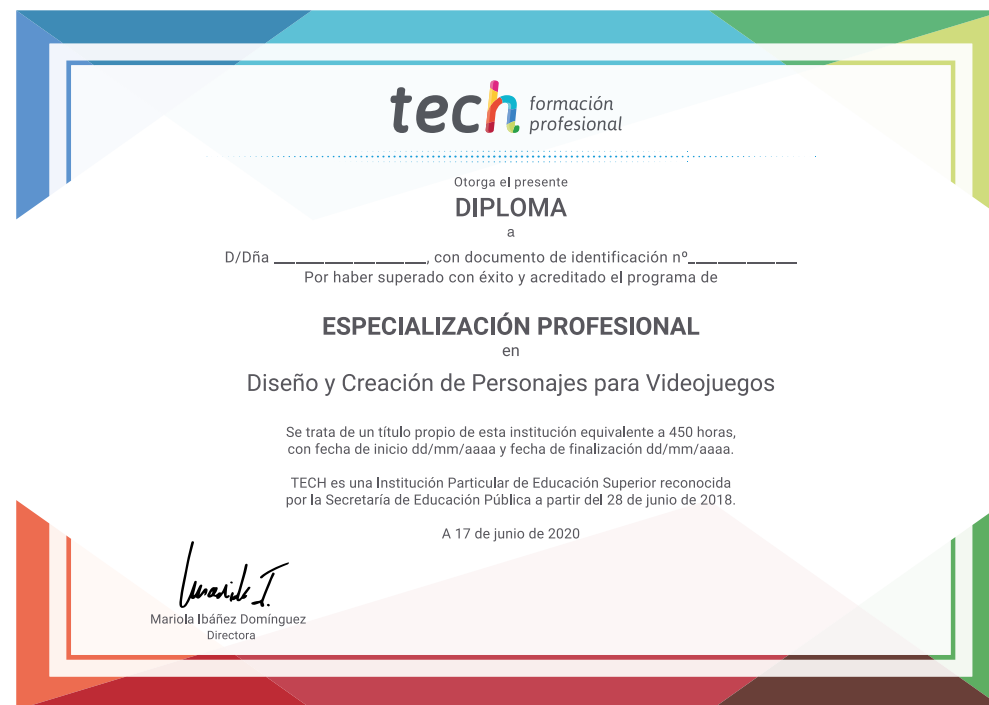 tech formación
profesional
Otorga el presente
DIPLOMA
a
D/Dña ___________________, con documento de identificación nº_____________
Por haber superado con éxito y acreditado el programa de
ESPECIALIZACIÓN PROFESIONAL
en
Diseño y Creación de Personajes para Videojuegos
Se trata de un título propio de esta institución equivalente a 450 horas,
con fecha de inicio dd/mm/aaaa y fecha de finalización dd/mm/aaaa.
TECH es una Institución Particular de Educación Superior reconocida
por la Secretaría de Educación Pública a partir del 28 de junio de 2018.
A 17 de junio de 2020
Mariola Ibáñez Domínguez
Directora